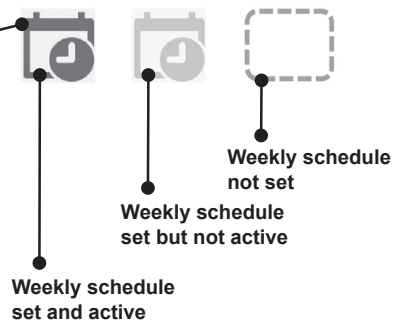 Weekly schedule
not set
Weekly schedule
set but not active
Weekly schedule
set and active